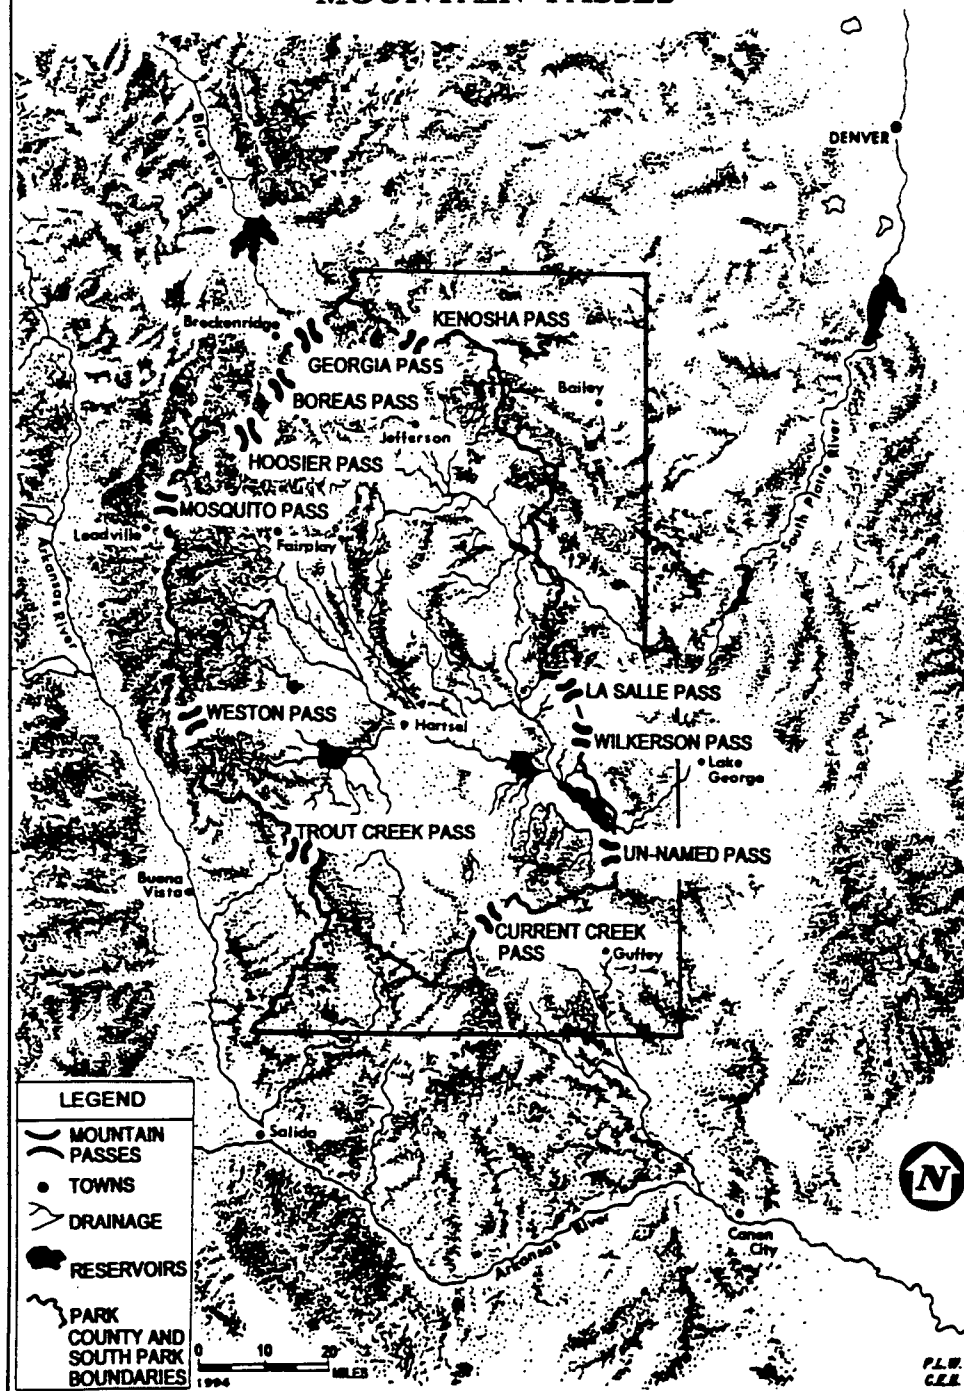 MOUNTAIN PASSES
Blue River
DENVER
Breckenridge
KENOSHA PASS
GEORGIA PASS
Bailey
BOREAS PASS
Jefferson
HOOSIER PASS
South Platte River
MOSQUITO PASS
Leadville
Fairplay
Arkansas River
LA SALLE PASS
WESTON PASS
Hartsel
WILKERSON PASS
Lake
George
TROUT CREEK PASS
UN-NAMED PASS
Buena
Vista
CURRENT CREEK
PASS
Guffey
LEGEND
MOUNTAIN
PASSES
TOWNS
DRAINAGE
RESERVOIRS
PARK
COUNTY AND
SOUTH PARK
BOUNDARIES
Salida
N
Arkansas River
Canon
City
0 10 20
MILES
1994
P.L.W.
C.E.B.